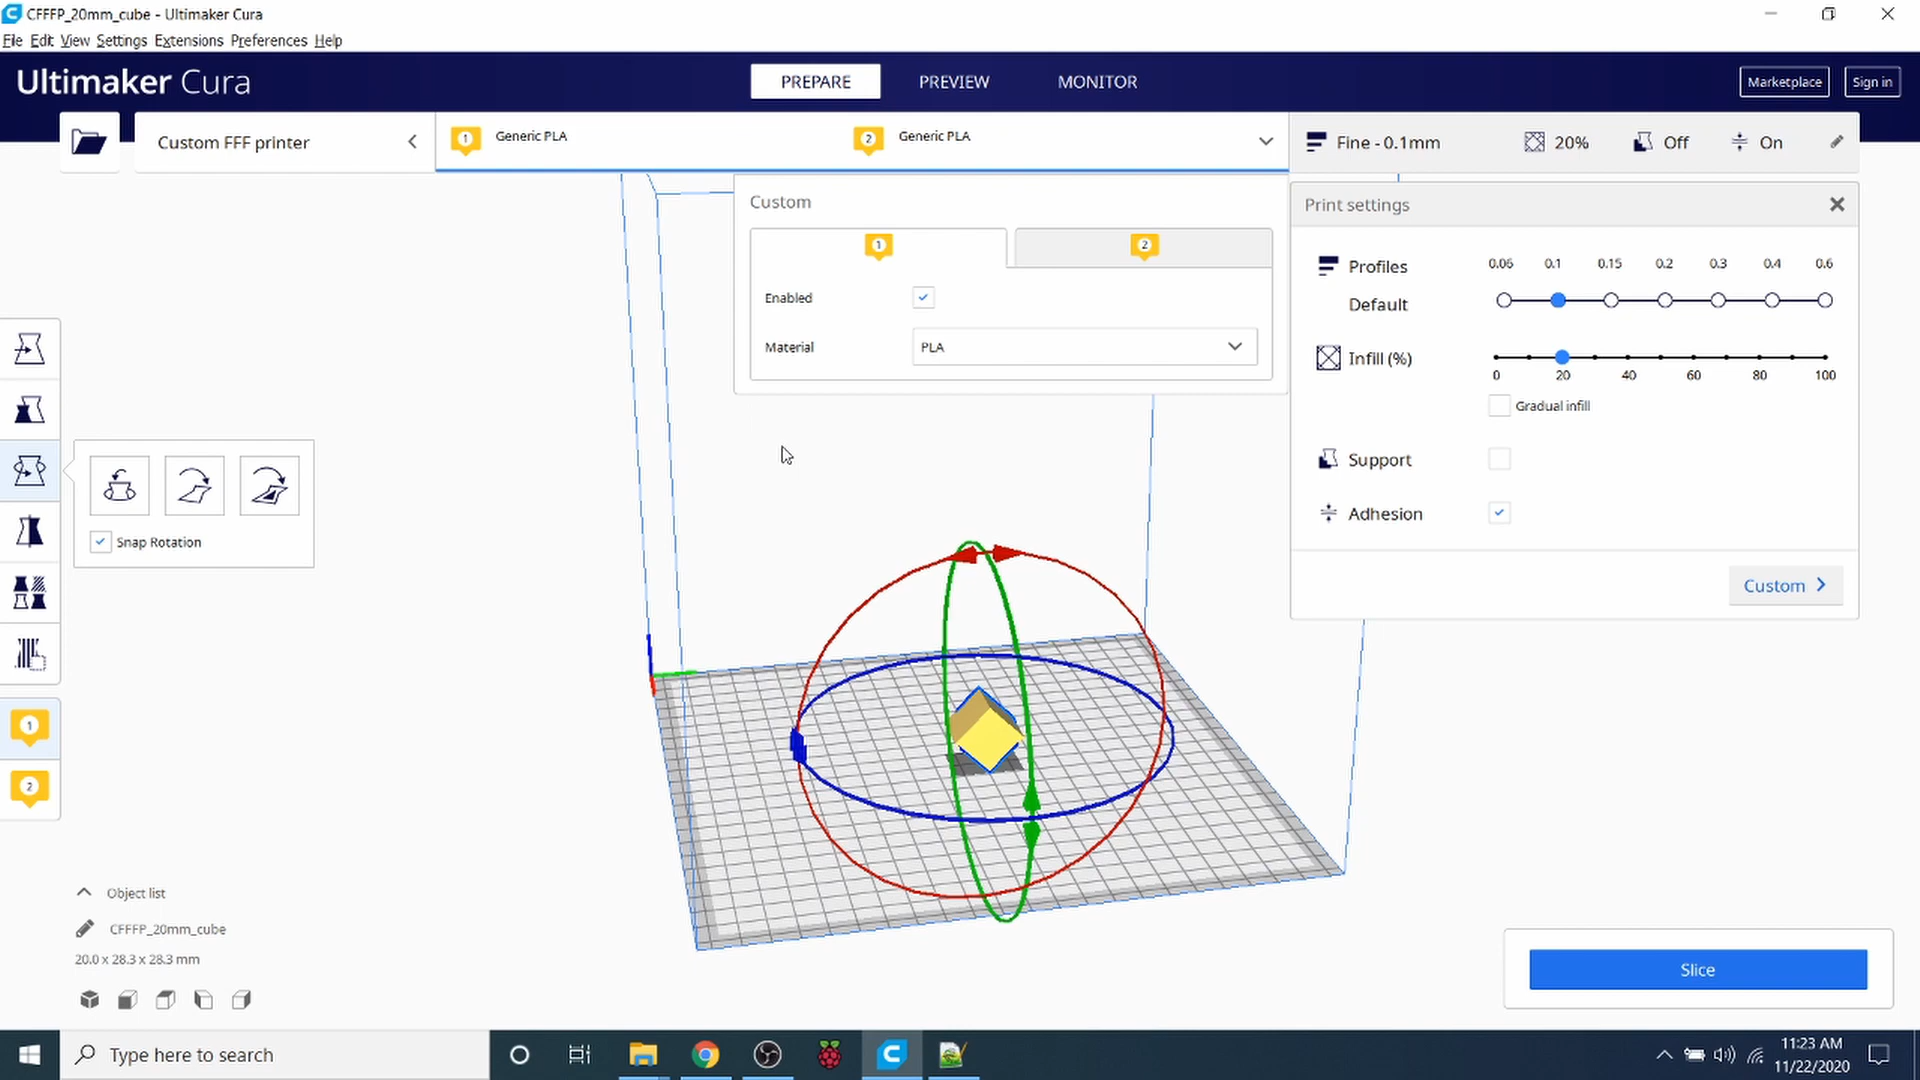 CFFFP_20mm_cube - Ultimaker Cura
File Edit View Settings Extensions Preferences Help
Ultimaker Cura
PREPARE
PREVIEW
MONITOR
Marketplace
Sign in
Custom FFF printer
1
Generic PLA
2
Generic PLA
Fine - 0.1mm
20%
Off
On
Custom
1
2
Enabled
Material
PLA
Print settings
Profiles
0.06 0.1 0.15 0.2 0.3 0.4 0.6
Default
Infill (%)
0 20 40 60 80 100
Gradual infill
Support
Adhesion
Custom
Snap Rotation
1
2
Object list
CFFFP_20mm_cube
20.0 x 28.3 x 28.3 mm
Slice
Type here to search
11:23 AM
11/22/2020